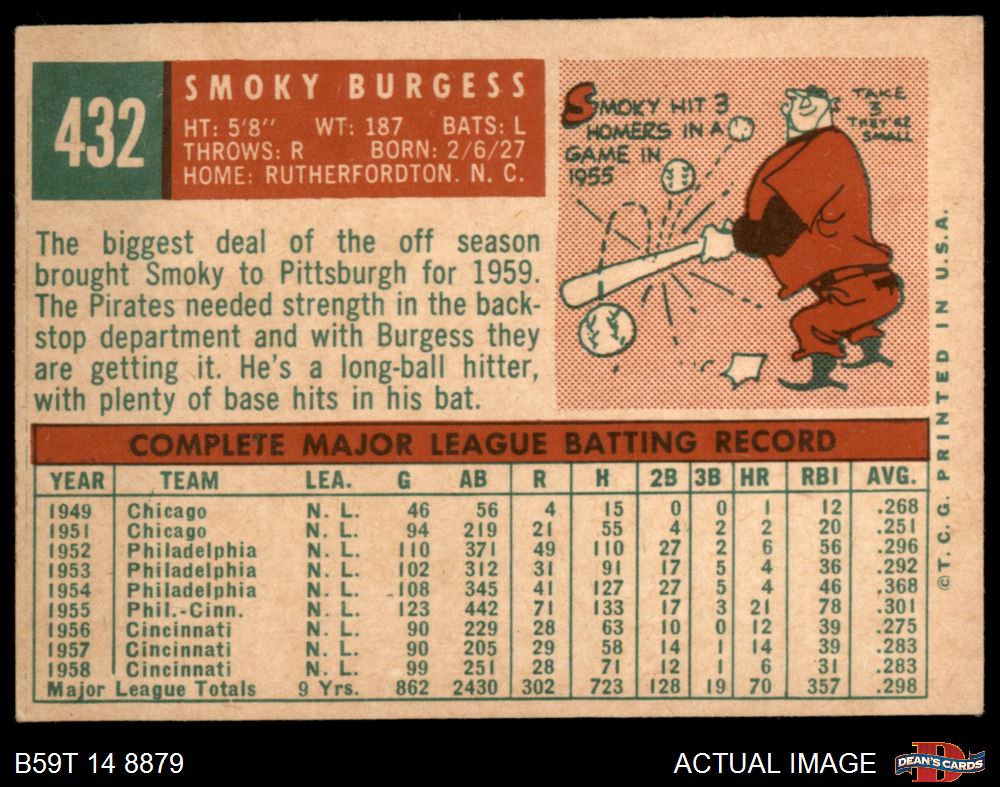 432
SMOKY BURGESS
HT: 5'8" WT: 187 BATS: L
THROWS: R BORN: 2/6/27
HOME: RUTHERFORDTON. N. C.
SMOKY HIT 3
HOMERS IN A
GAME IN
1955
TAKE
3
THEY'RE
SMALL
The biggest deal of the off season
brought Smoky to Pittsburgh for 1959.
The Pirates needed strength in the back-
stop department and with Burgess they
are getting it. He's a long-ball hitter,
with plenty of base hits in his bat.
COMPLETE MAJOR LEAGUE BATTING RECORD
YEAR TEAM LEA. G AB R H 2B 3B HR RBI AVG.
1949 Chicago N. L. 46 56 4 15 0 0 1 12 .268
1951 Chicago N. L. 94 219 21 55 4 2 2 20 .251
1952 Philadelphia N. L. 110 371 49 110 27 2 6 56 .296
1953 Philadelphia N. L. 102 312 31 91 17 5 4 36 .292
1954 Philadelphia N. L. 108 345 41 127 27 5 4 46 .368
1955 Phil.-Cinn. N. L. 123 442 71 133 17 3 21 78 .301
1956 Cincinnati N. L. 90 229 28 63 10 0 12 39 .275
1957 Cincinnati N. L. 90 205 29 58 14 1 14 39 .283
1958 Cincinnati N. L. 99 251 28 71 12 1 6 31 .283
Major League Totals 9 Yrs. 862 2430 302 723 128 19 70 357 .298
©T. C. G. PRINTED IN U.S.A.
B59T 14 8879
ACTUAL IMAGE
D
DEAN'S CARDS